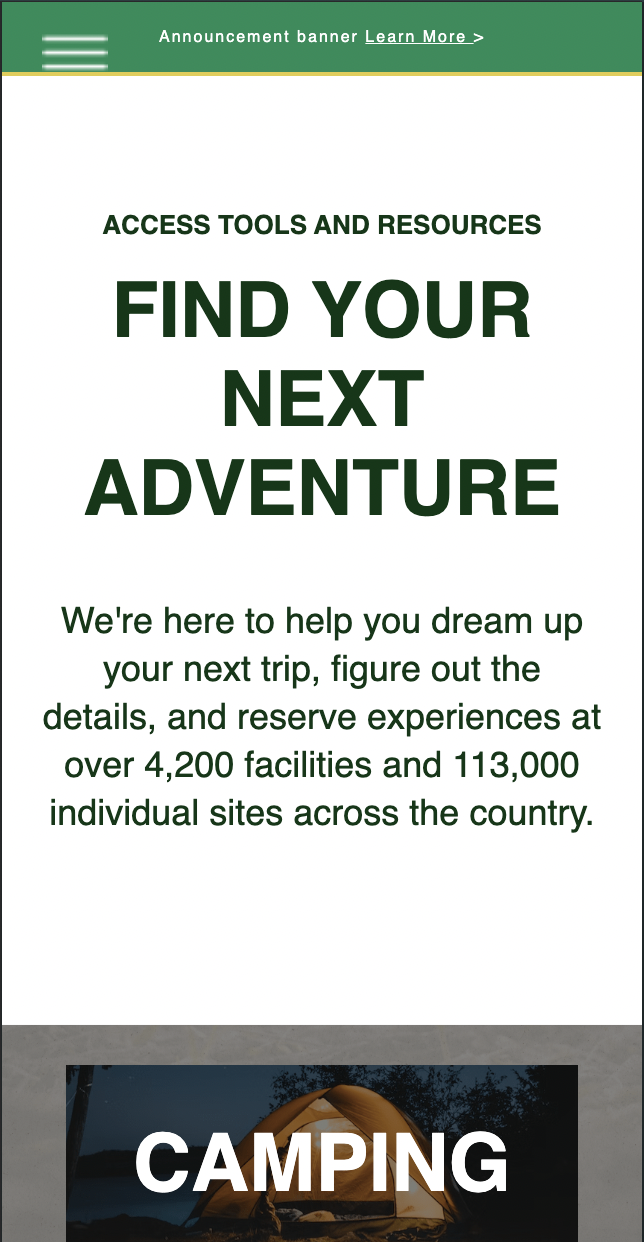 Announcement banner Learn More >
ACCESS TOOLS AND RESOURCES
FIND YOUR
NEXT
ADVENTURE
We're here to help you dream up
your next trip, figure out the
details, and reserve experiences at
over 4,200 facilities and 113,000
individual sites across the country.
CAMPING